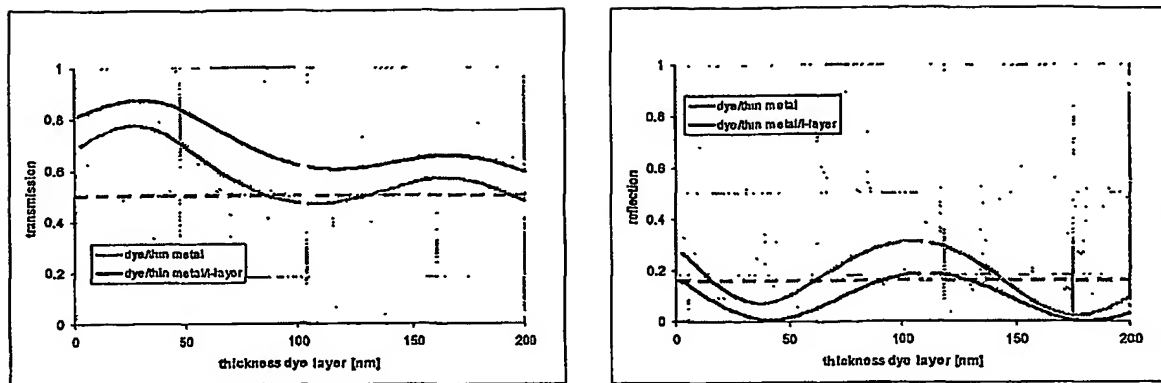 1
0.8
0.6
0.4
0.2
0
transmission
dye/thin metal
dye/thin metal/I-layer
0
50
100
150
200
thickness dye layer [nm]
1
0.8
0.6
0.4
0.2
0
reflection
dye/thin metal
dye/thin metal/I-layer
0
50
100
150
200
thickness dye layer [nm]